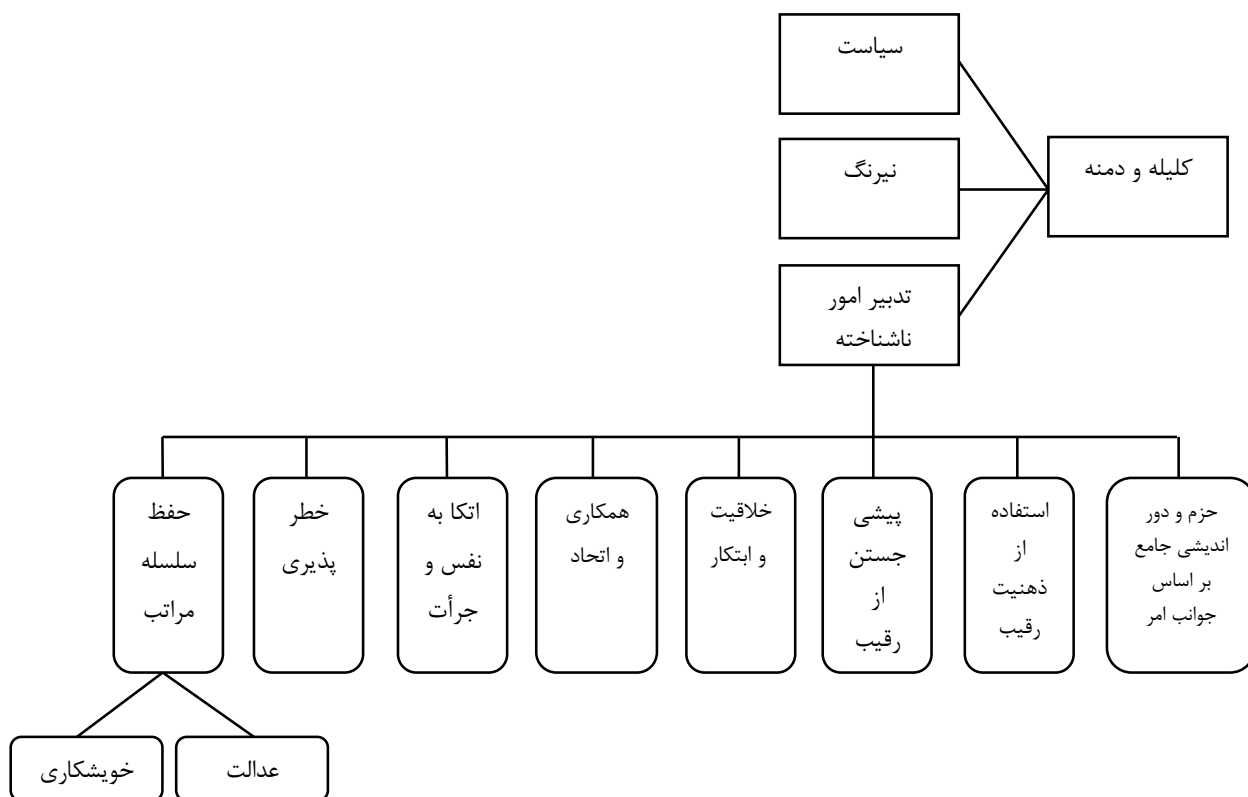 کلیله و دمنه
سیاست
نیرنگ
تدبیر امور
ناشناخته
حزم و دور
اندیشی جامع
بر اساس
جوانب امر
استفاده
از
ذهنیت
رقیب
پیشی
جستن
از
رقیب
خلاقیت
و ابتکار
همکاری
و اتحاد
اتکا به
نفس و
جرأت
خطر
پذیری
حفظ
سلسله
مراتب
عدالت
خویشکاری